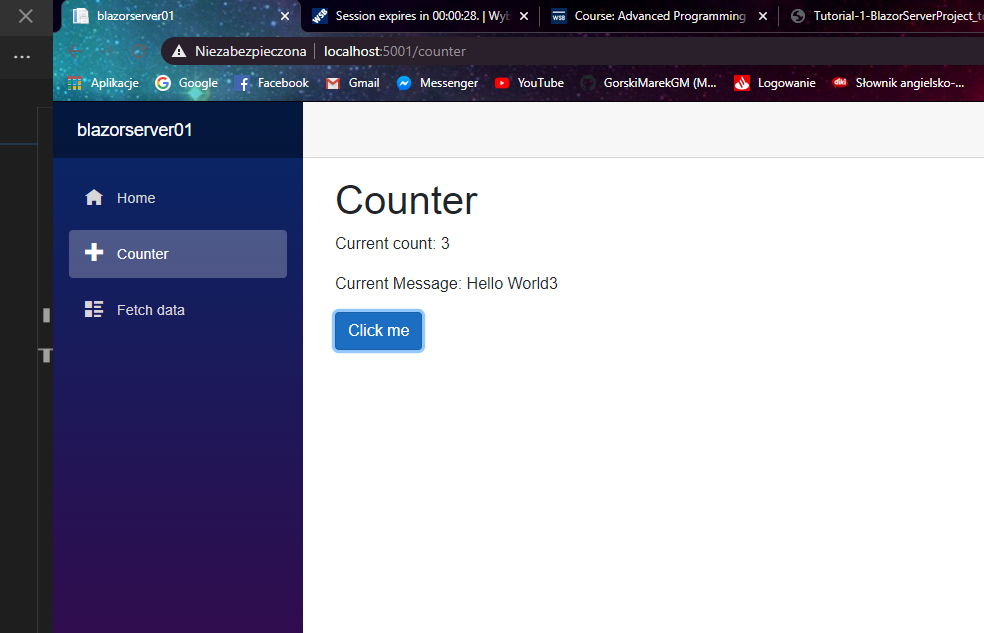 blazorserver01
Session expires in 00:00:28. | Wyb
WSB
Course: Advanced Programming
Tutorial-1-BlazorServerProject_t
Niezabezpieczona
localhost:5001/counter
Aplikacje
Google
Facebook
Gmail
Messenger
YouTube
GorskiMarekGM (M...
Logowanie
diki
Słownik angielsko-...
blazorserver01
Home
Counter
Fetch data
Counter
Current count: 3
Current Message: Hello World3
Click me